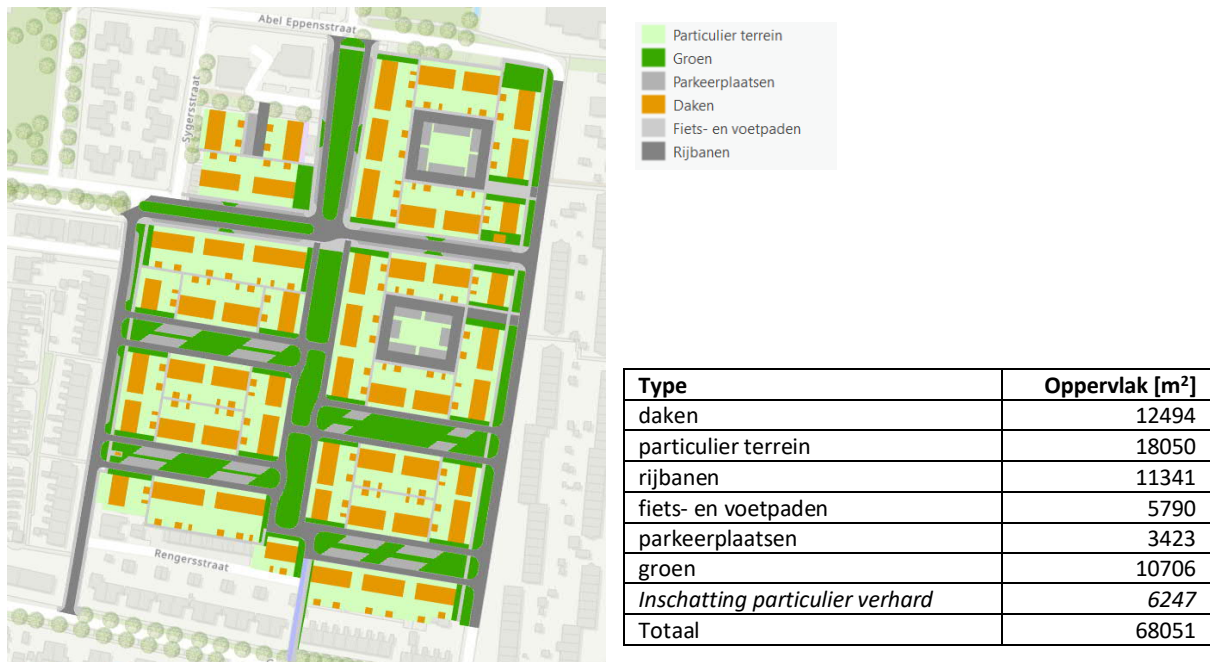 Abel Eppensstraat
Sygersstraat
Rengersstraat
Particulier terrein
Groen
Parkeerplaatsen
Daken
Fiets- en voetpaden
Rijbanen
Type Oppervlak [m²]
daken 12494
particulier terrein 18050
rijbanen 11341
fiets- en voetpaden 5790
parkeerplaatsen 3423
groen 10706
Inschatting particulier verhard 6247
Totaal 68051